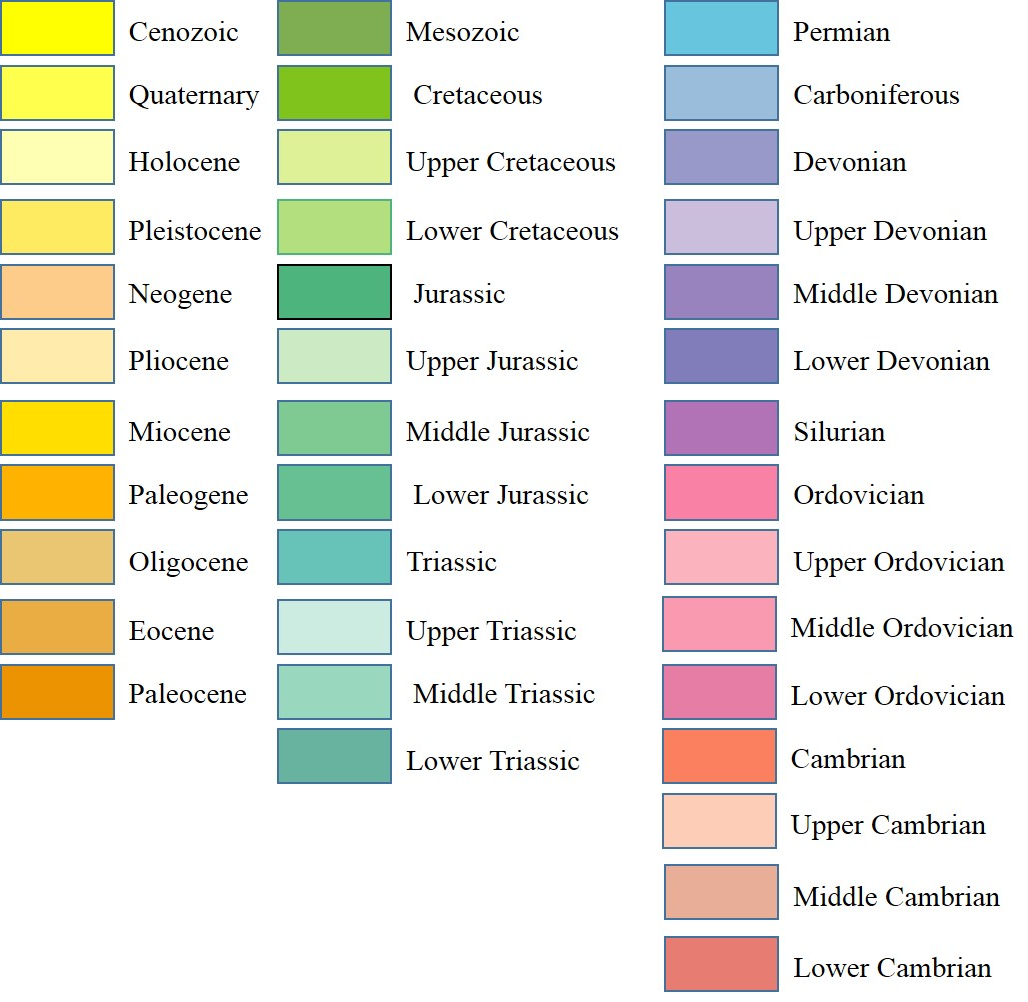 Cenozoic
Quaternary
Holocene
Pleistocene
Neogene
Pliocene
Miocene
Paleogene
Oligocene
Eocene
Paleocene
Mesozoic
Cretaceous
Upper Cretaceous
Lower Cretaceous
Jurassic
Upper Jurassic
Middle Jurassic
Lower Jurassic
Triassic
Upper Triassic
Middle Triassic
Lower Triassic
Permian
Carboniferous
Devonian
Upper Devonian
Middle Devonian
Lower Devonian
Silurian
Ordovician
Upper Ordovician
Middle Ordovician
Lower Ordovician
Cambrian
Upper Cambrian
Middle Cambrian
Lower Cambrian